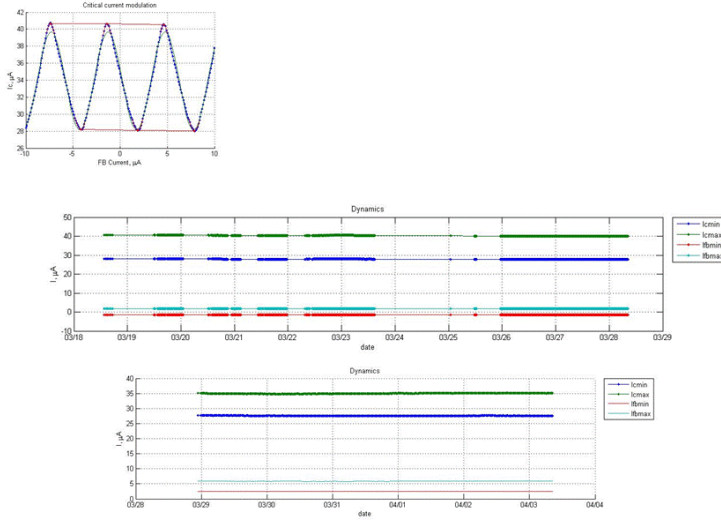 Critical current modulation
42
40
38
36
34
32
30
28
26
Ic, µA
-10 -5 0 5 10
FB Current, µA
Dynamics
50
40
30
20
10
0
-10
I, µA
03/18 03/19 03/20 03/21 03/22 03/23 03/24 03/25 03/26 03/27 03/28 03/29
date
Icmin
Icmax
Ifbmin
Ifbmax
Dynamics
40
35
30
25
20
15
10
5
0
I, µA
03/28 03/29 03/30 03/31 04/01 04/02 04/03 04/04
date
Icmin
Icmax
Ifbmin
Ifbmax